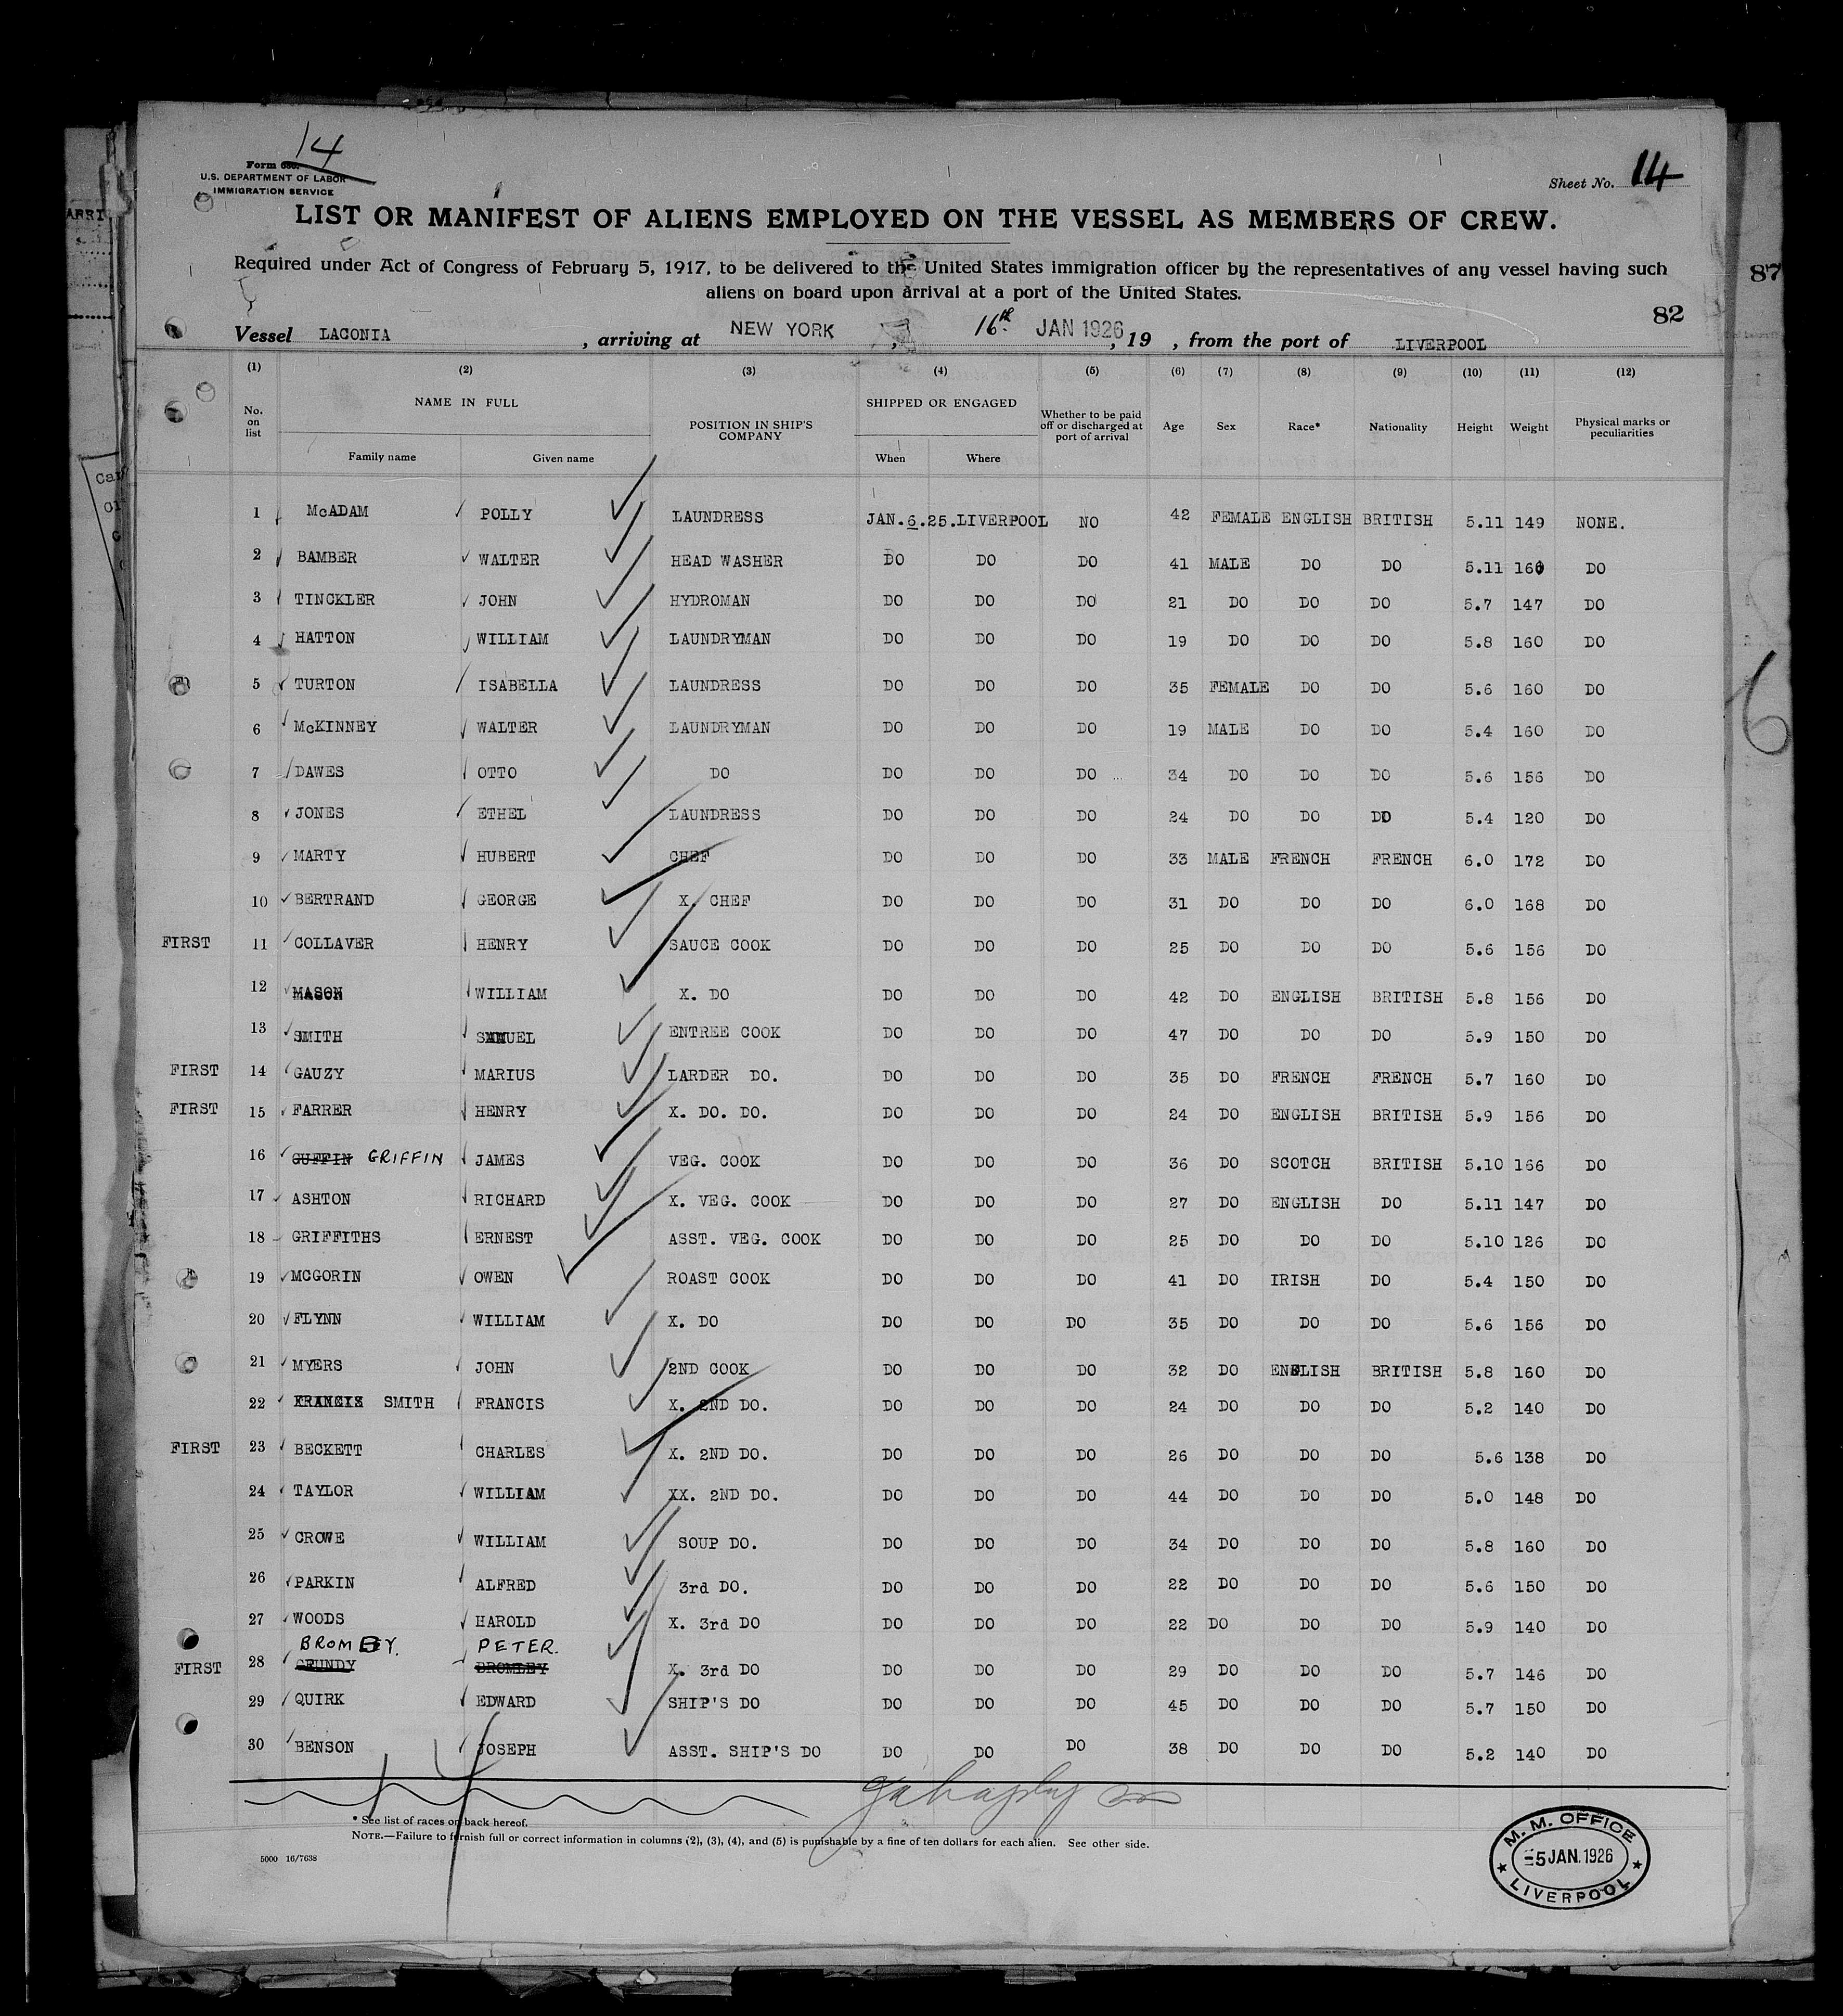 14
Form 680.
U.S. DEPARTMENT OF LABOR
IMMIGRATION SERVICE
Sheet No. 14
LIST OR MANIFEST OF ALIENS EMPLOYED ON THE VESSEL AS MEMBERS OF CREW.
Required under Act of Congress of February 5, 1917, to be delivered to the United States immigration officer by the representatives of any vessel having such
aliens on board upon arrival at a port of the United States.
87
82
Vessel LACONIA, arriving at NEW YORK, 16th JAN 1926, 19 , from the port of LIVERPOOL
(1) (2) (3) (4) (5) (6) (7) (8) (9) (10) (11) (12)
No. on list NAME IN FULL POSITION IN SHIP'S COMPANY SHIPPED OR ENGAGED Whether to be paid off or discharged at port of arrival Age Sex Race* Nationality Height Weight Physical marks or peculiarities
Family name Given name When Where
1 McADAM POLLY LAUNDRESS JAN.6.25.LIVERPOOL NO 42 FEMALE ENGLISH BRITISH 5.11 149 NONE.
2 BAMBER WALTER HEAD WASHER DO DO DO 41 MALE DO DO 5.11 160 DO
3 TINCKLER JOHN HYDROMAN DO DO DO 21 DO DO DO 5.7 147 DO
4 HATTON WILLIAM LAUNDRYMAN DO DO DO 19 DO DO DO 5.8 160 DO
5 TURTON ISABELLA LAUNDRESS DO DO DO 35 FEMALE DO DO 5.6 160 DO
6 McKINNEY WALTER LAUNDRYMAN DO DO DO 19 MALE DO DO 5.4 160 DO
7 DAWES OTTO DO DO DO DO 34 DO DO DO 5.6 156 DO
8 JONES ETHEL LAUNDRESS DO DO DO 24 DO DO DO 5.4 120 DO
9 MARTY HUBERT CHEF DO DO DO 33 MALE FRENCH FRENCH 6.0 172 DO
10 BERTRAND GEORGE X. CHEF DO DO DO 31 DO DO DO 6.0 168 DO
FIRST 11 COLLAVER HENRY SAUCE COOK DO DO DO 25 DO DO DO 5.6 156 DO
12 MASON WILLIAM X. DO DO DO DO 42 DO ENGLISH BRITISH 5.8 156 DO
13 SMITH SAMUEL ENTREE COOK DO DO DO 47 DO DO DO 5.9 150 DO
FIRST 14 GAUZY MARIUS LARDER DO. DO DO DO 35 DO FRENCH FRENCH 5.7 160 DO
FIRST 15 FARRER HENRY X. DO. DO. DO DO DO 24 DO ENGLISH BRITISH 5.9 156 DO
16 GUFFIN GRIFFIN JAMES VEG. COOK DO DO DO 36 DO SCOTCH BRITISH 5.10 166 DO
17 ASHTON RICHARD X. VEG. COOK DO DO DO 27 DO ENGLISH DO 5.11 147 DO
18 GRIFFITHS ERNEST ASST. VEG. COOK DO DO DO 25 DO DO DO 5.10 126 DO
19 MCGORIN OWEN ROAST COOK DO DO DO 41 DO IRISH DO 5.4 150 DO
20 FLYNN WILLIAM X. DO DO DO DO 35 DO DO DO 5.6 156 DO
21 MYERS JOHN 2ND COOK DO DO DO 32 DO ENGLISH BRITISH 5.8 160 DO
22 FRANCIS SMITH FRANCIS X. 2ND DO. DO DO DO 24 DO DO DO 5.2 140 DO
FIRST 23 BECKETT CHARLES X. 2ND DO. DO DO DO 26 DO DO DO 5.6 138 DO
24 TAYLOR WILLIAM XX. 2ND DO. DO DO DO 44 DO DO DO 5.0 148 DO
25 CROWE WILLIAM SOUP DO. DO DO DO 34 DO DO DO 5.8 160 DO
26 PARKIN ALFRED 3rd DO. DO DO DO 22 DO DO DO 5.6 150 DO
27 WOODS HAROLD X. 3rd DO DO DO DO 22 DO DO DO 5.9 140 DO
PETER.
FIRST 28 GRUNDY BROMLEY X. 3rd DO DO DO DO 29 DO DO DO 5.7 146 DO
29 QUIRK EDWARD SHIP'S DO DO DO DO 45 DO DO DO 5.7 150 DO
30 BENSON JOSEPH ASST. SHIP'S DO DO DO DO 38 DO DO DO 5.2 140 DO
* See list of races on back hereof.
NOTE.—Failure to furnish full or correct information in columns (2), (3), (4), and (5) is punishable by a fine of ten dollars for each alien. See other side.
5000 16/7638
M. M. OFFICE
-5 JAN. 1926
LIVERPOOL